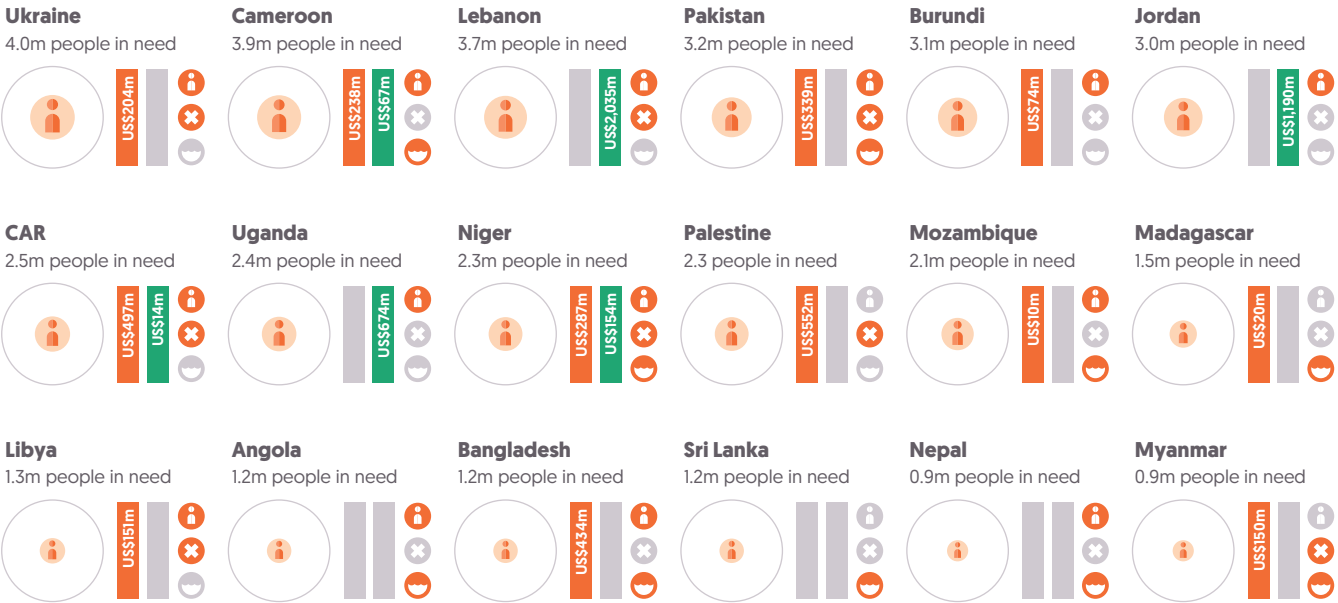 Ukraine
4.0m people in need
US$204m
Cameroon
3.9m people in need
US$238m
US$67m
Lebanon
3.7m people in need
US$2,035m
Pakistan
3.2m people in need
US$339m
Burundi
3.1m people in need
US$74m
Jordan
3.0m people in need
US$1,190m
CAR
2.5m people in need
US$497m
US$14m
Uganda
2.4m people in need
US$674m
Niger
2.3m people in need
US$287m
US$154m
Palestine
2.3 people in need
US$552m
Mozambique
2.1m people in need
US$10m
Madagascar
1.5m people in need
US$20m
Libya
1.3m people in need
US$151m
Angola
1.2m people in need
Bangladesh
1.2m people in need
US$434m
Sri Lanka
1.2m people in need
Nepal
0.9m people in need
Myanmar
0.9m people in need
US$150m